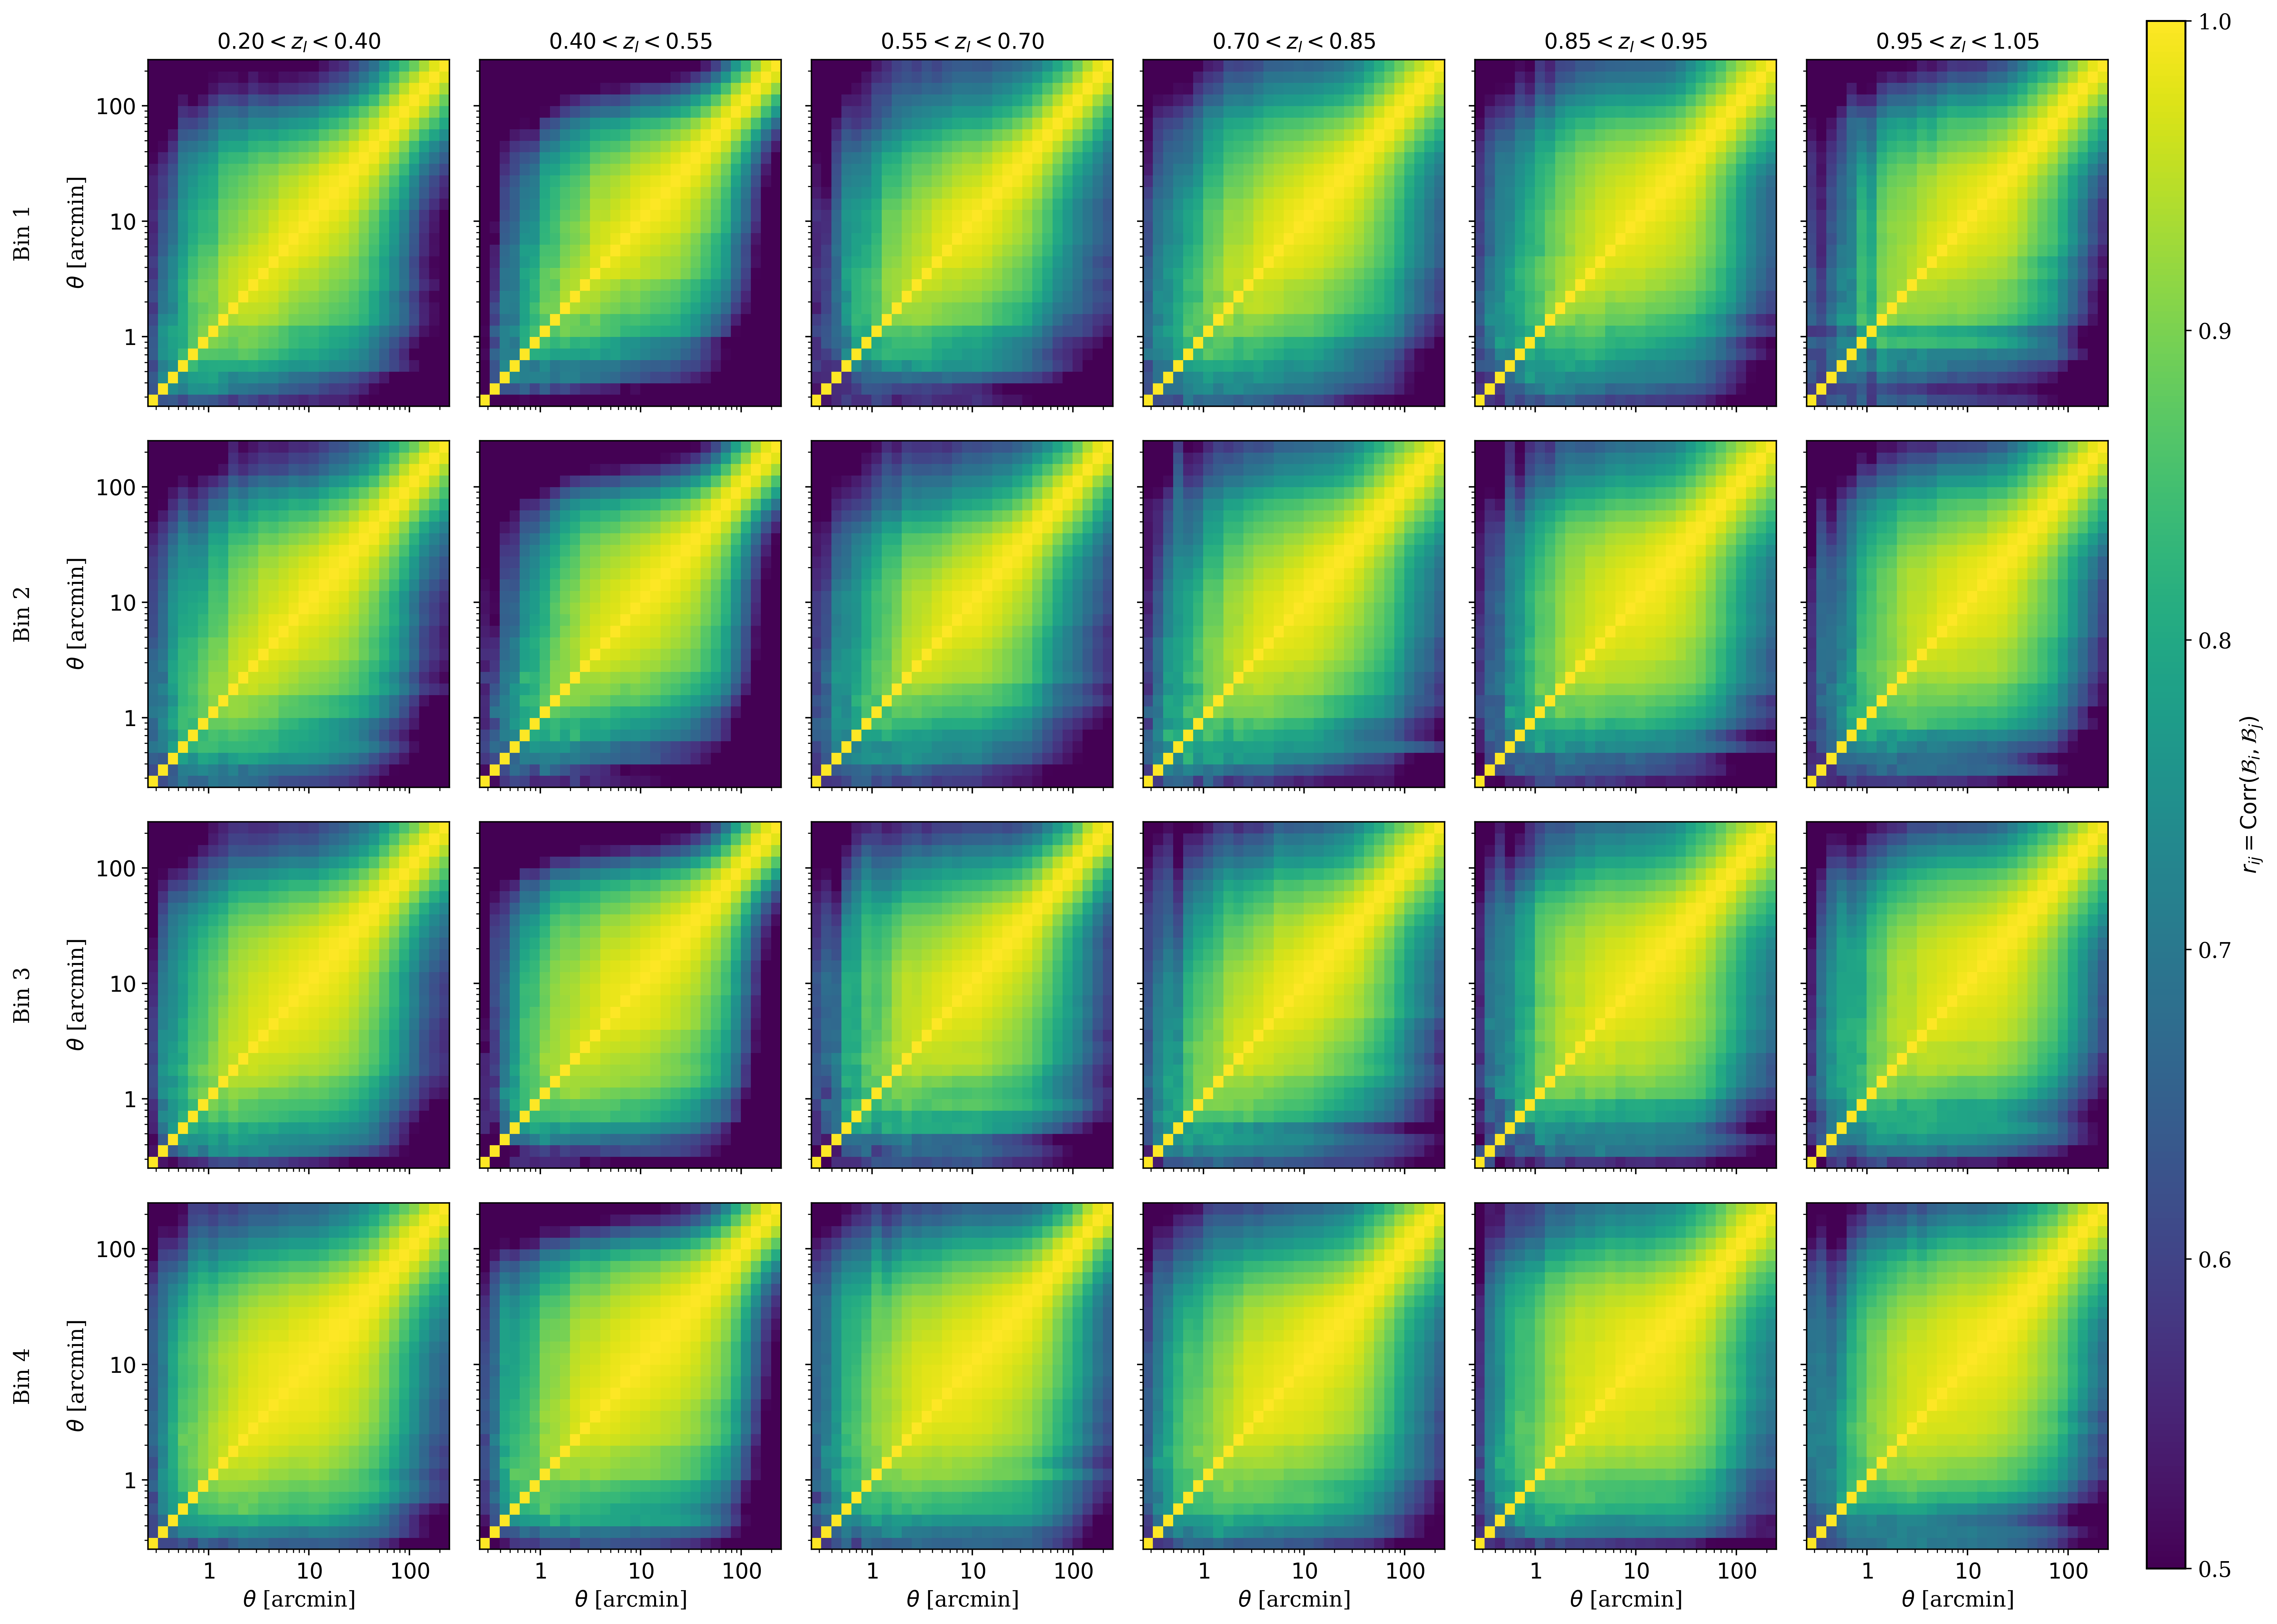 0.20 < z_l < 0.40
0.40 < z_l < 0.55
0.55 < z_l < 0.70
0.70 < z_l < 0.85
0.85 < z_l < 0.95
0.95 < z_l < 1.05
Bin 1
θ [arcmin]
100
10
1
Bin 2
θ [arcmin]
100
10
1
Bin 3
θ [arcmin]
100
10
1
Bin 4
θ [arcmin]
100
10
1
1 10 100
1 10 100
1 10 100
1 10 100
1 10 100
1 10 100
θ [arcmin]
θ [arcmin]
θ [arcmin]
θ [arcmin]
θ [arcmin]
θ [arcmin]
1.0
0.9
0.8
0.7
0.6
0.5
r_ij = Corr(ℬ_i, ℬ_j)